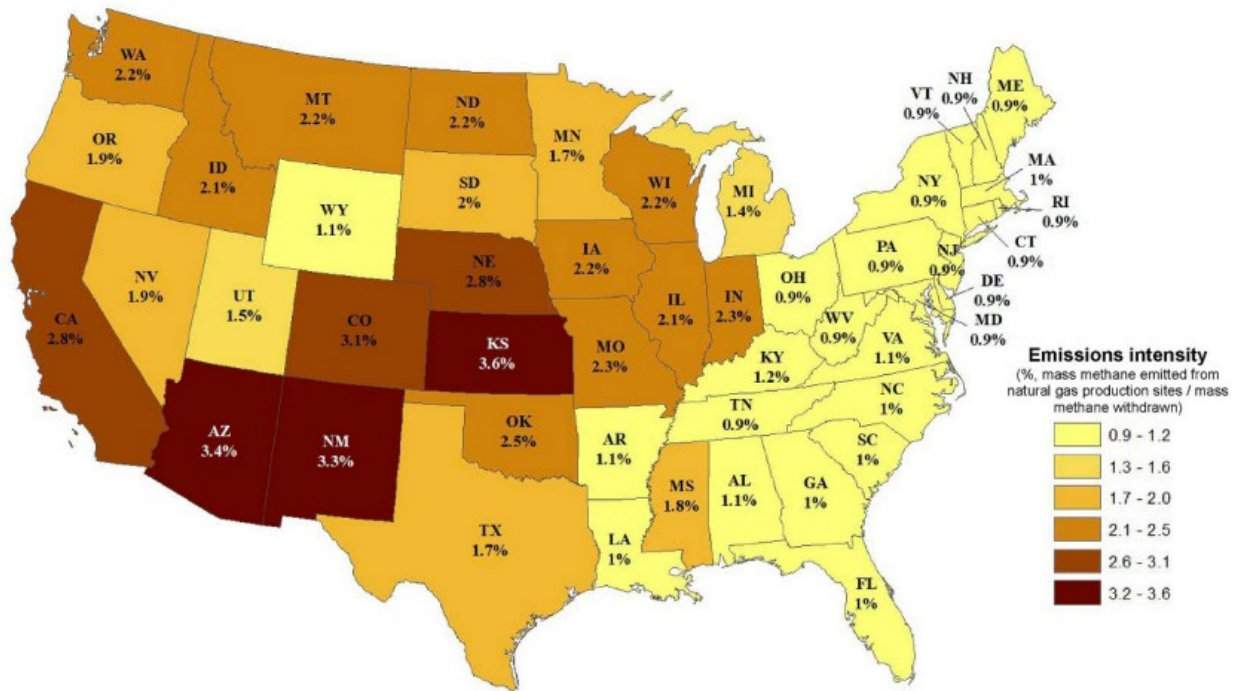 WA
2.2%
MT
2.2%
ND
2.2%
MN
1.7%
OR
1.9%
ID
2.1%
WY
1.1%
SD
2%
WI
2.2%
MI
1.4%
NH
0.9%
VT
0.9%
ME
0.9%
MA
1%
RI
0.9%
CT
0.9%
NY
0.9%
PA
0.9%
NJ
0.9%
DE
0.9%
MD
0.9%
NV
1.9%
UT
1.5%
CO
3.1%
NE
2.8%
IA
2.2%
IL
2.1%
IN
2.3%
OH
0.9%
WV
0.9%
VA
1.1%
CA
2.8%
KS
3.6%
MO
2.3%
KY
1.2%
NC
1%
TN
0.9%
SC
1%
AZ
3.4%
NM
3.3%
OK
2.5%
AR
1.1%
MS
1.8%
AL
1.1%
GA
1%
TX
1.7%
LA
1%
FL
1%
Emissions intensity
(%, mass methane emitted from
natural gas production sites / mass
methane withdrawn)
0.9 - 1.2
1.3 - 1.6
1.7 - 2.0
2.1 - 2.5
2.6 - 3.1
3.2 - 3.6